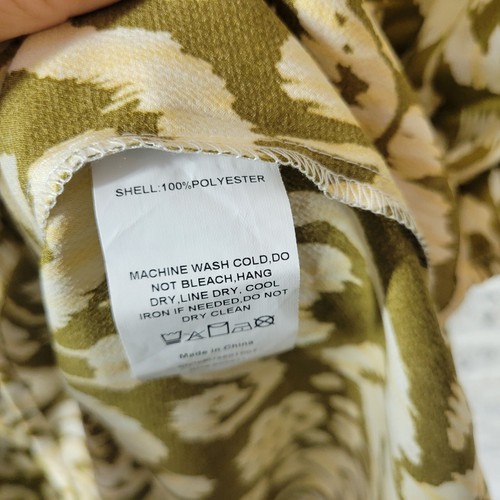 SHELL:100%POLYESTER
MACHINE WASH COLD,DO
NOT BLEACH,HANG
DRY,LINE DRY, COOL
IRON IF NEEDED,DO NOT
DRY CLEAN
Made in China